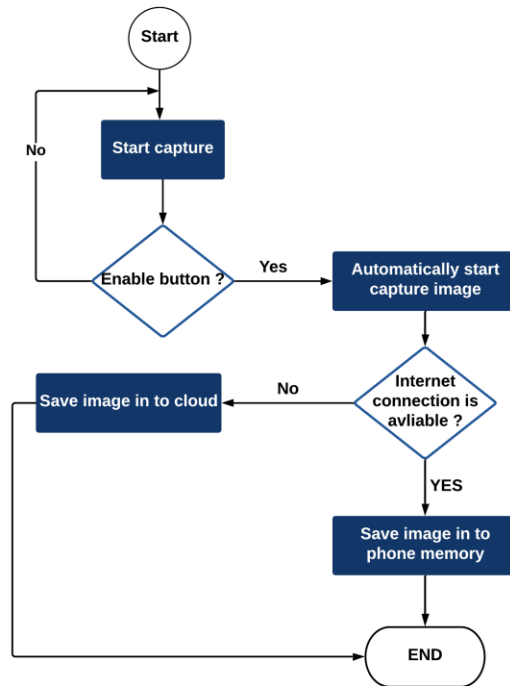 Start
Start capture
No
Enable button ?
Yes
Automatically start
capture image
Internet
connection is
avliable ?
No
Save image in to cloud
YES
Save image in to
phone memory
END